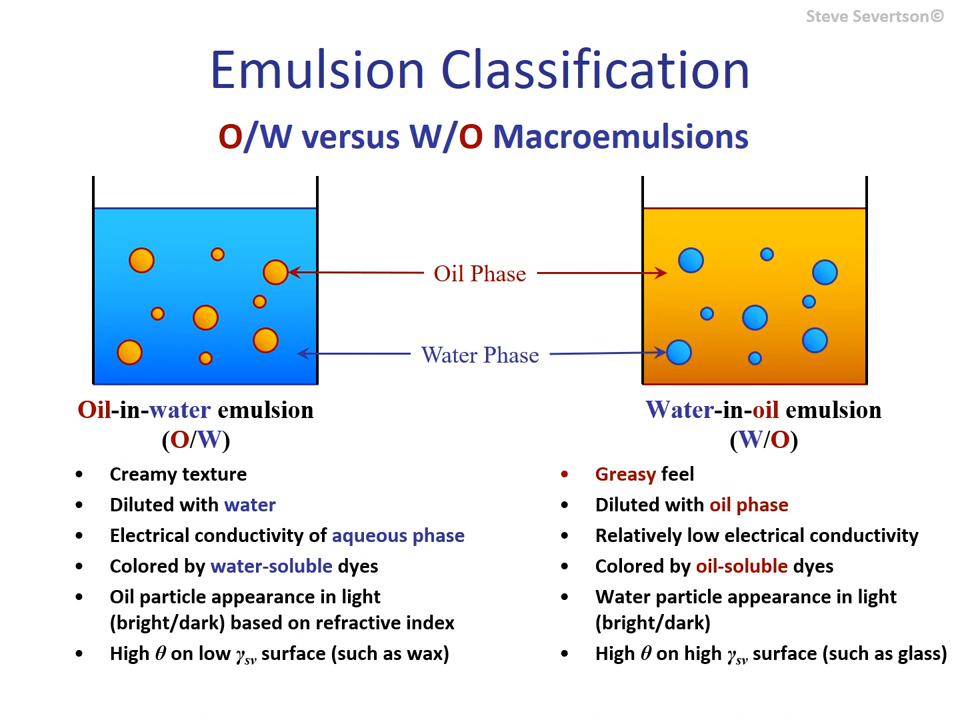 Steve Severtson©
Emulsion Classification
O/W versus W/O Macroemulsions
Oil Phase
Water Phase
Oil-in-water emulsion
(O/W)
• Creamy texture
• Diluted with water
• Electrical conductivity of aqueous phase
• Colored by water-soluble dyes
• Oil particle appearance in light
(bright/dark) based on refractive index
• High θ on low γsv surface (such as wax)
Water-in-oil emulsion
(W/O)
• Greasy feel
• Diluted with oil phase
• Relatively low electrical conductivity
• Colored by oil-soluble dyes
• Water particle appearance in light
(bright/dark)
• High θ on high γsv surface (such as glass)